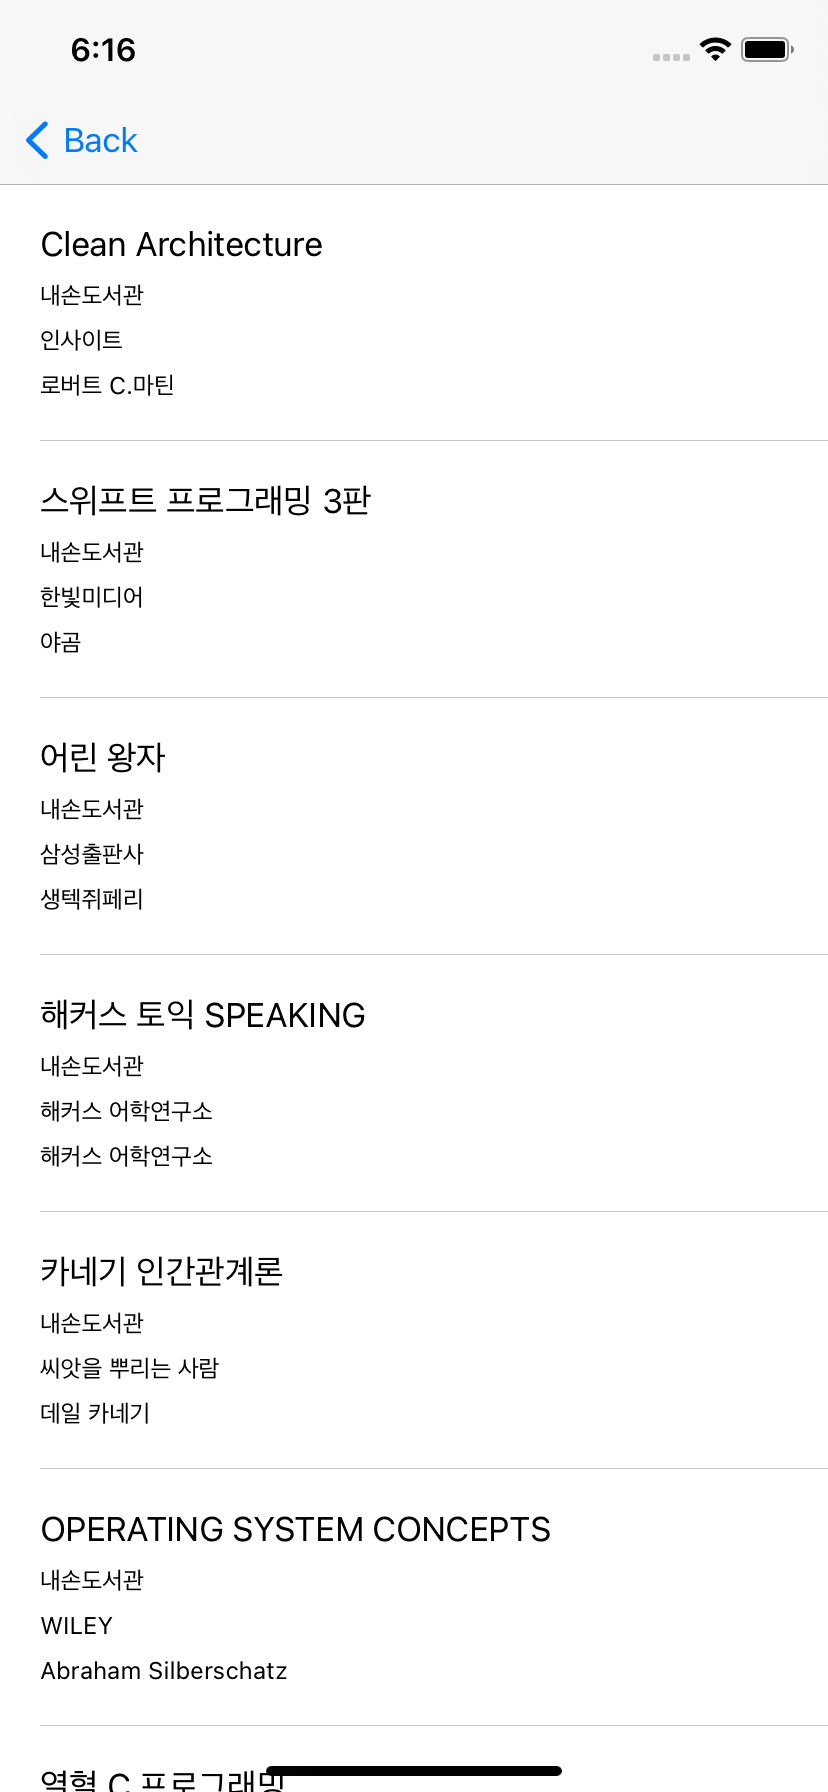 6:16
Back
Clean Architecture
내손도서관
인사이트
로버트 C.마틴
스위프트 프로그래밍 3판
내손도서관
한빛미디어
야곰
어린 왕자
내손도서관
삼성출판사
생텍쥐페리
해커스 토익 SPEAKING
내손도서관
해커스 어학연구소
해커스 어학연구소
카네기 인간관계론
내손도서관
씨앗을 뿌리는 사람
데일 카네기
OPERATING SYSTEM CONCEPTS
내손도서관
WILEY
Abraham Silberschatz
열혈 C 프로그래밍